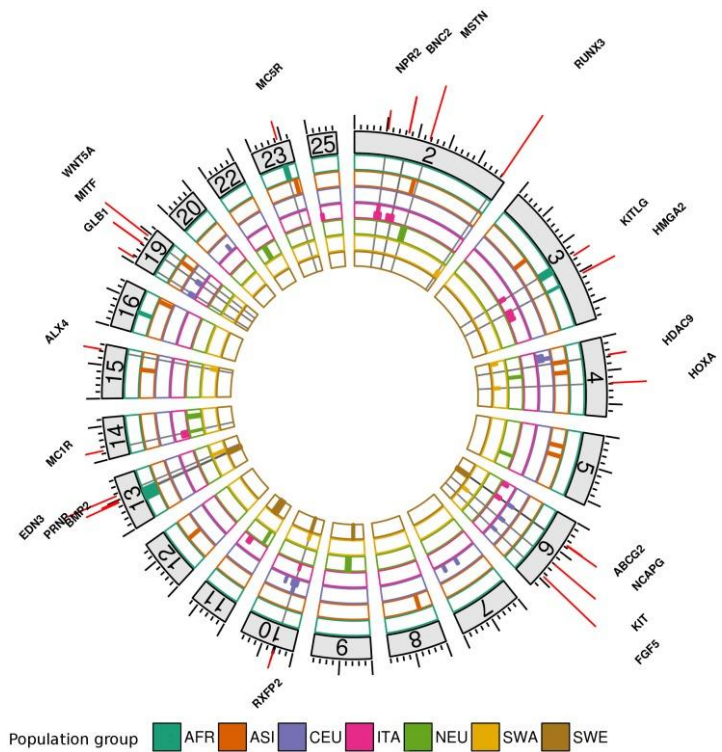 MSTN
BNC2
NPR2
RUNX3
MC5R
WNT5A
MITF
GLB1
KITLG
HMGA2
HDAC9
HOXA
ALX4
MC1R
EDN3
PRNP
BMP2
ABCG2
NCAPG
KIT
FGF5
RXFP2
2
3
4
5
6
7
8
9
10
11
12
13
14
15
16
19
20
22
23
25
Population group AFR ASI CEU ITA NEU SWA SWE